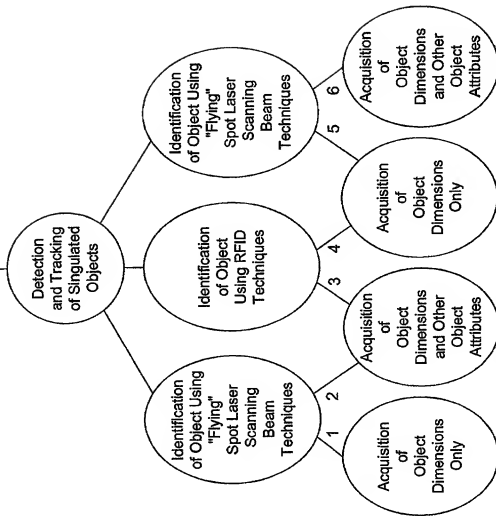 Detection
and Tracking
of Singulated
Objects
Identification
of Object Using
"Flying"
Spot Laser
Scanning
Beam
Techniques
Identification
of Object
Using RFID
Techniques
Identification
of Object Using
"Flying"
Spot Laser
Scanning
Beam
Techniques
1
2
3
4
5
6
Acquisition
of
Object
Dimensions
Only
Acquisition
of
Object
Dimensions
and Other
Object
Attributes
Acquisition
of
Object
Dimensions
Only
Acquisition
of
Object
Dimensions
and Other
Object
Attributes